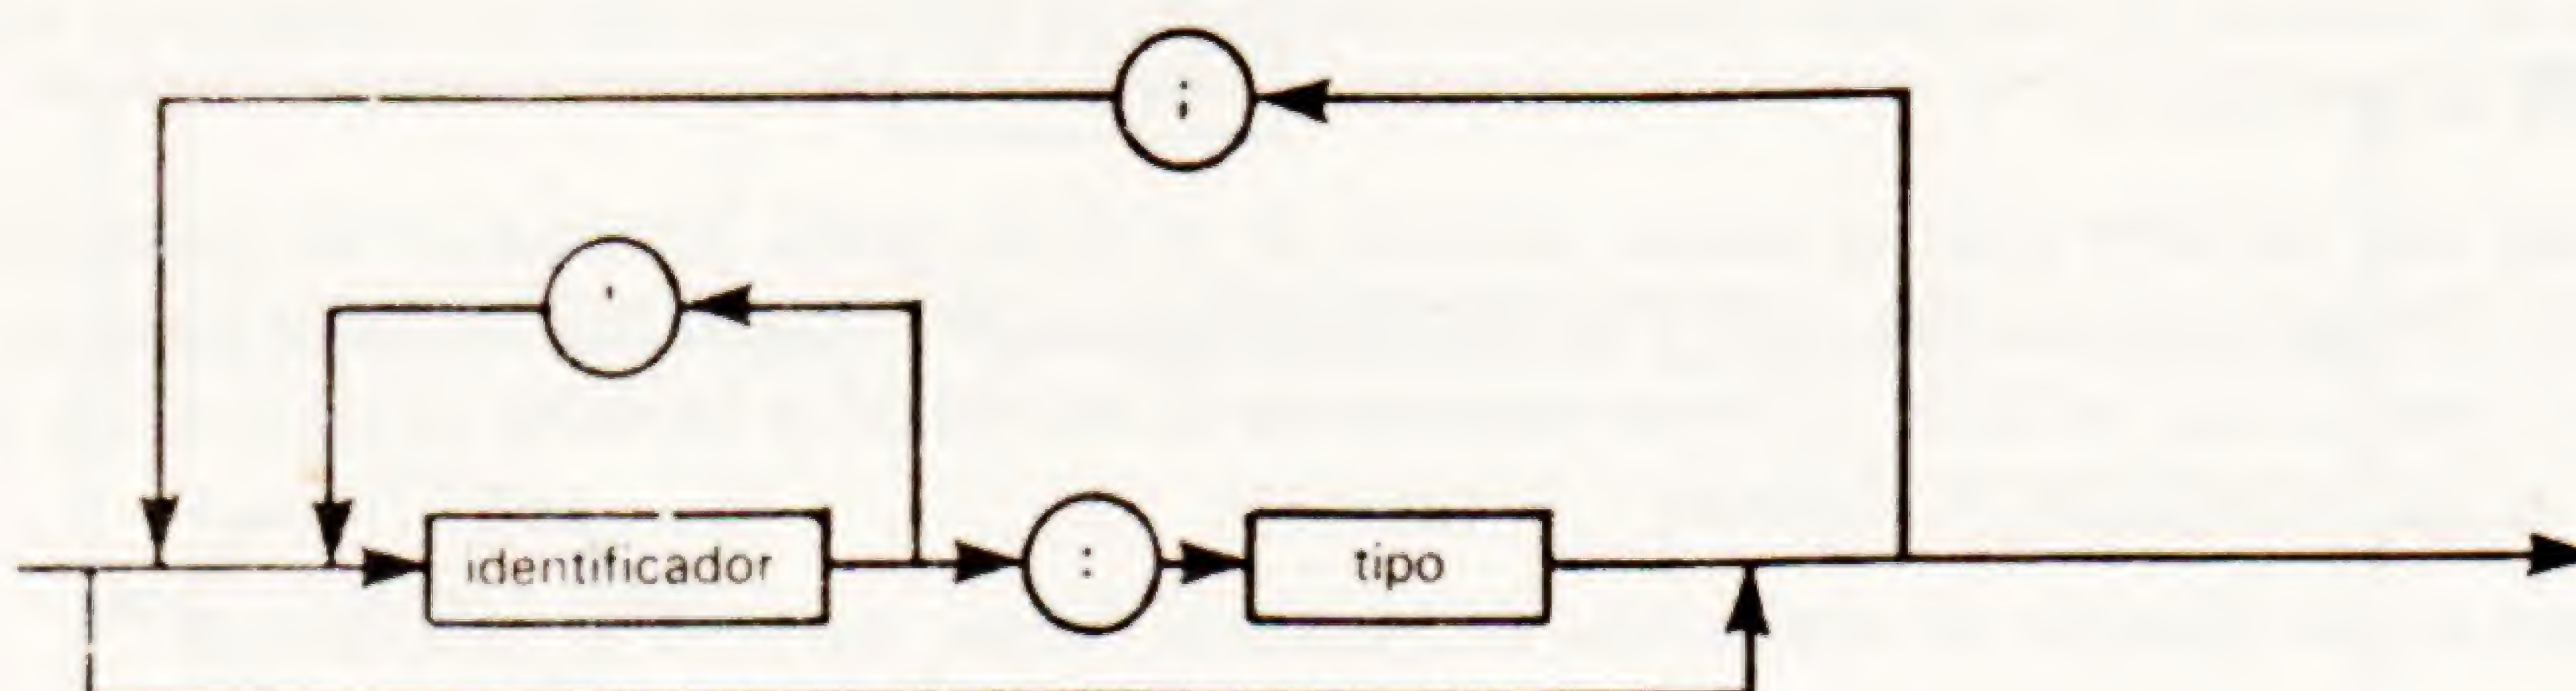 ;
,
identificador : tipo